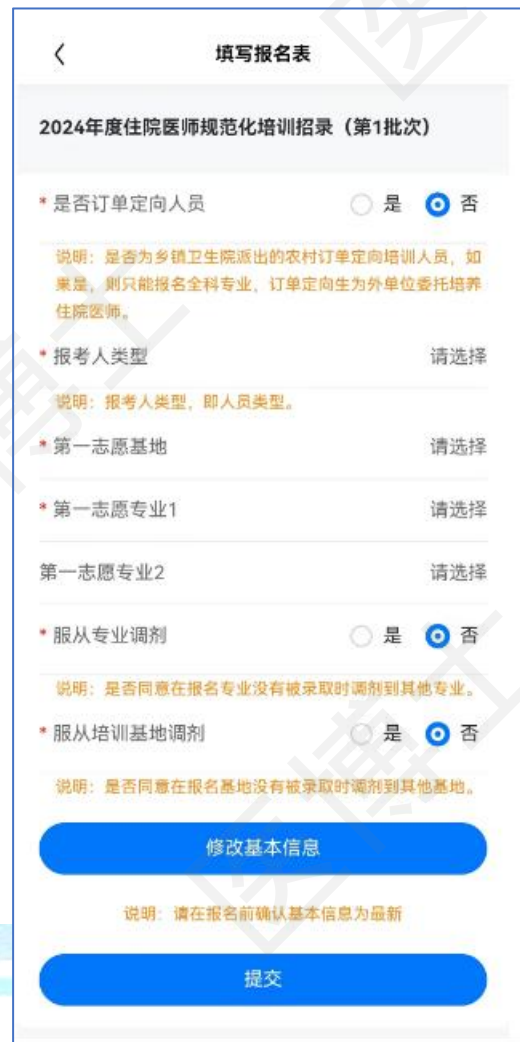 填写报名表
2024年度住院医师规范化培训招录（第1批次）
* 是否订单定向人员 是 否
说明：是否为乡镇卫生院派出的农村订单定向培训人员，如
果是，则只能报名全科专业，订单定向生为外单位委托培养
住院医师。
* 报考人类型 请选择
说明：报考人类型，即人员类型。
* 第一志愿基地 请选择
* 第一志愿专业1 请选择
第一志愿专业2 请选择
* 服从专业调剂 是 否
说明：是否同意在报名专业没有被录取时调剂到其他专业。
* 服从培训基地调剂 是 否
说明：是否同意在报名基地没有被录取时调剂到其他基地。
修改基本信息
说明：请在报名前确认基本信息为最新
提交